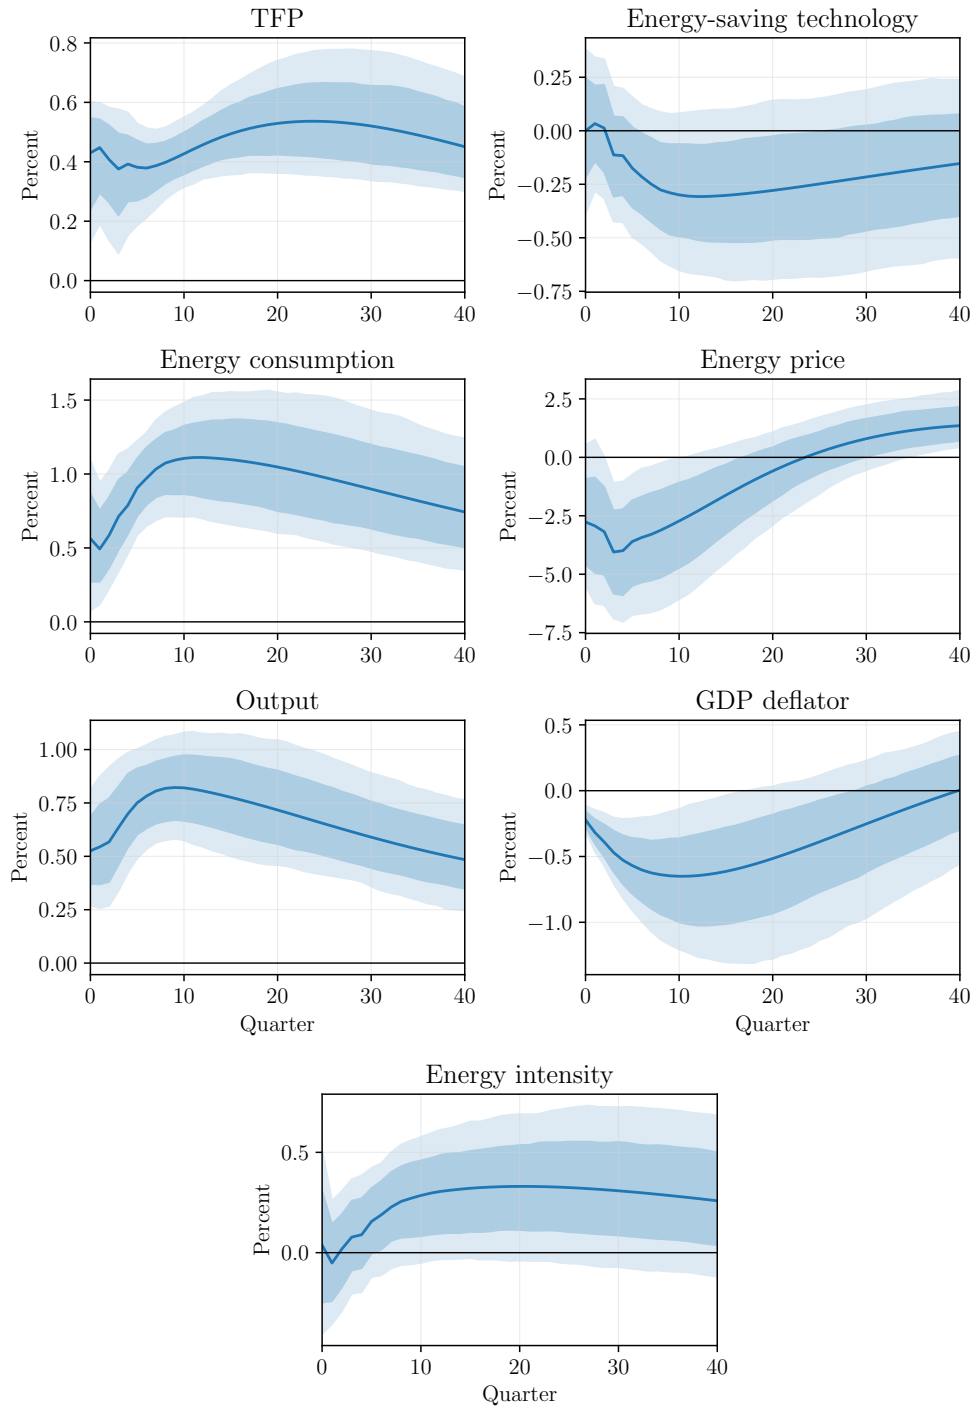 TFP
Percent
0.8
0.6
0.4
0.2
0.0
0 10 20 30 40
Energy-saving technology
Percent
0.25
0.00
−0.25
−0.50
−0.75
0 10 20 30 40
Energy consumption
Percent
1.5
1.0
0.5
0.0
0 10 20 30 40
Energy price
Percent
2.5
0.0
−2.5
−5.0
−7.5
0 10 20 30 40
Output
Percent
1.00
0.75
0.50
0.25
0.00
0 10 20 30 40
Quarter
GDP deflator
Percent
0.5
0.0
−0.5
−1.0
0 10 20 30 40
Quarter
Energy intensity
Percent
0.5
0.0
0 10 20 30 40
Quarter